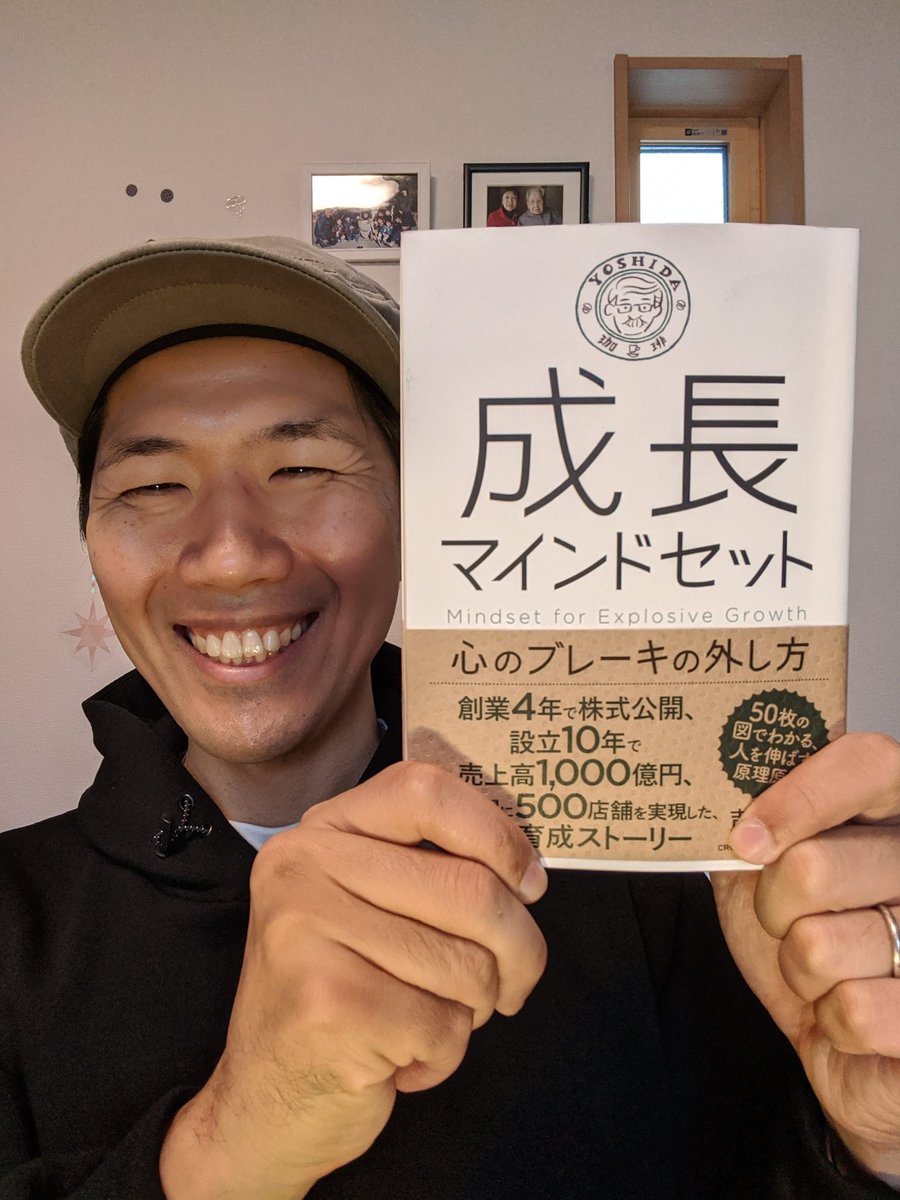 YOSHIDA
珈琲
成長
マインドセット
Mindset for Explosive Growth
心のブレーキの外し方
創業4年で株式公開、
設立10年で
売上高1,000億円、
に500店舗を実現した、
育成ストーリー
50枚の
図でわかる、
人を伸ばす
原理原